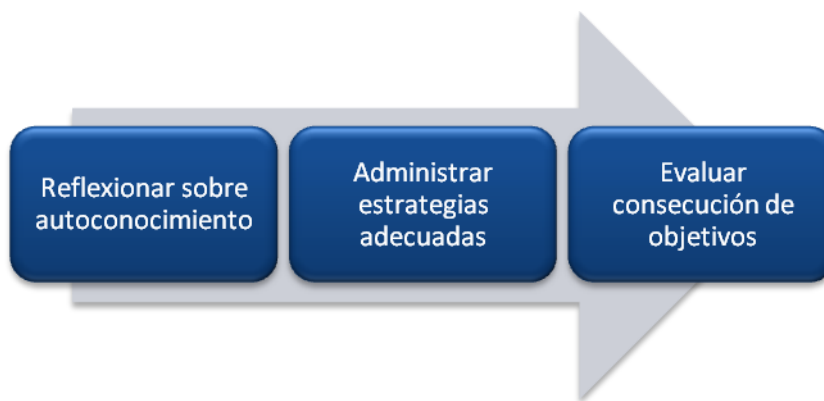 Reflexionar sobre
autoconocimiento
Administrar
estrategias
adecuadas
Evaluar
consecución de
objetivos